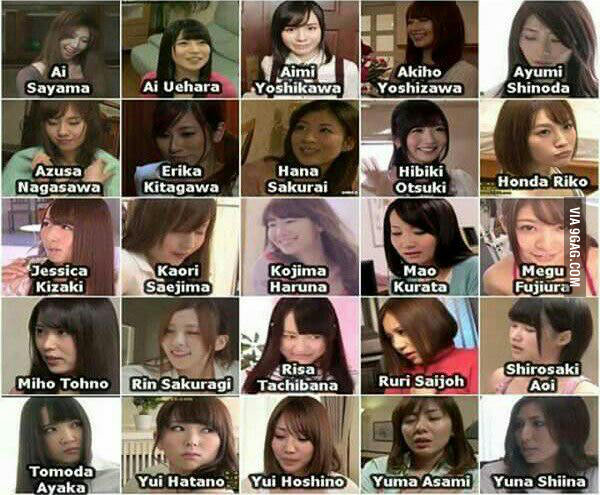 Ai
Sayama
Ai Uehara
Aimi
Yoshikawa
Akiho
Yoshizawa
Ayumi
Shinoda
Azusa
Nagasawa
Erika
Kitagawa
Hana
Sakurai
Hibiki
Otsuki
Honda Riko
Jessica
Kizaki
Kaori
Saejima
Kojima
Haruna
Mao
Kurata
Megu
Fujiura
Miho Tohno
Rin Sakuragi
Risa
Tachibana
Ruri Saijoh
Shirosaki
Aoi
Tomoda
Ayaka
Yui Hatano
Yui Hoshino
Yuma Asami
Yuna Shiina
VIA 9GAG.COM